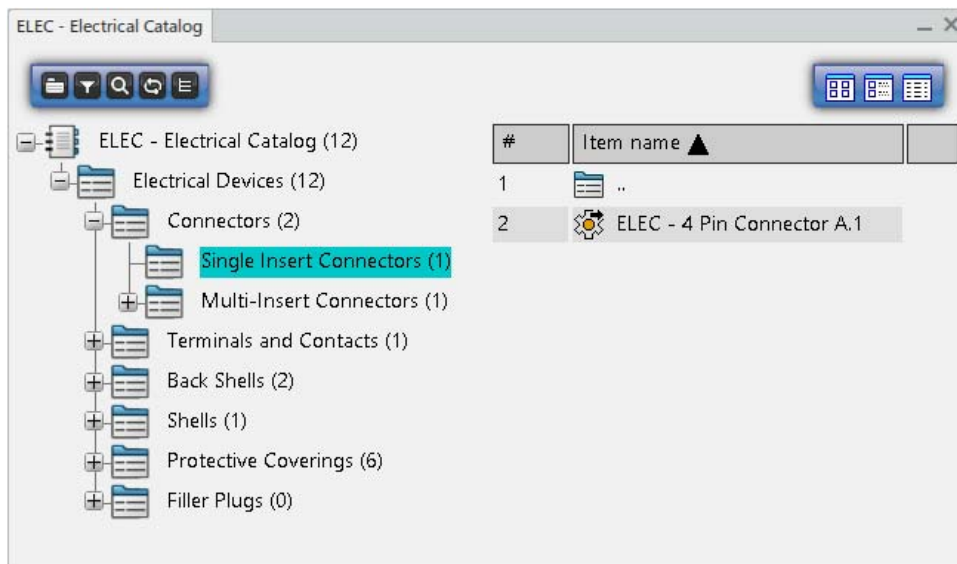 ELEC - Electrical Catalog
ELEC - Electrical Catalog (12)
Electrical Devices (12)
Connectors (2)
Single Insert Connectors (1)
Multi-Insert Connectors (1)
Terminals and Contacts (1)
Back Shells (2)
Shells (1)
Protective Coverings (6)
Filler Plugs (0)
# Item name
1 ..
2 ELEC - 4 Pin Connector A.1